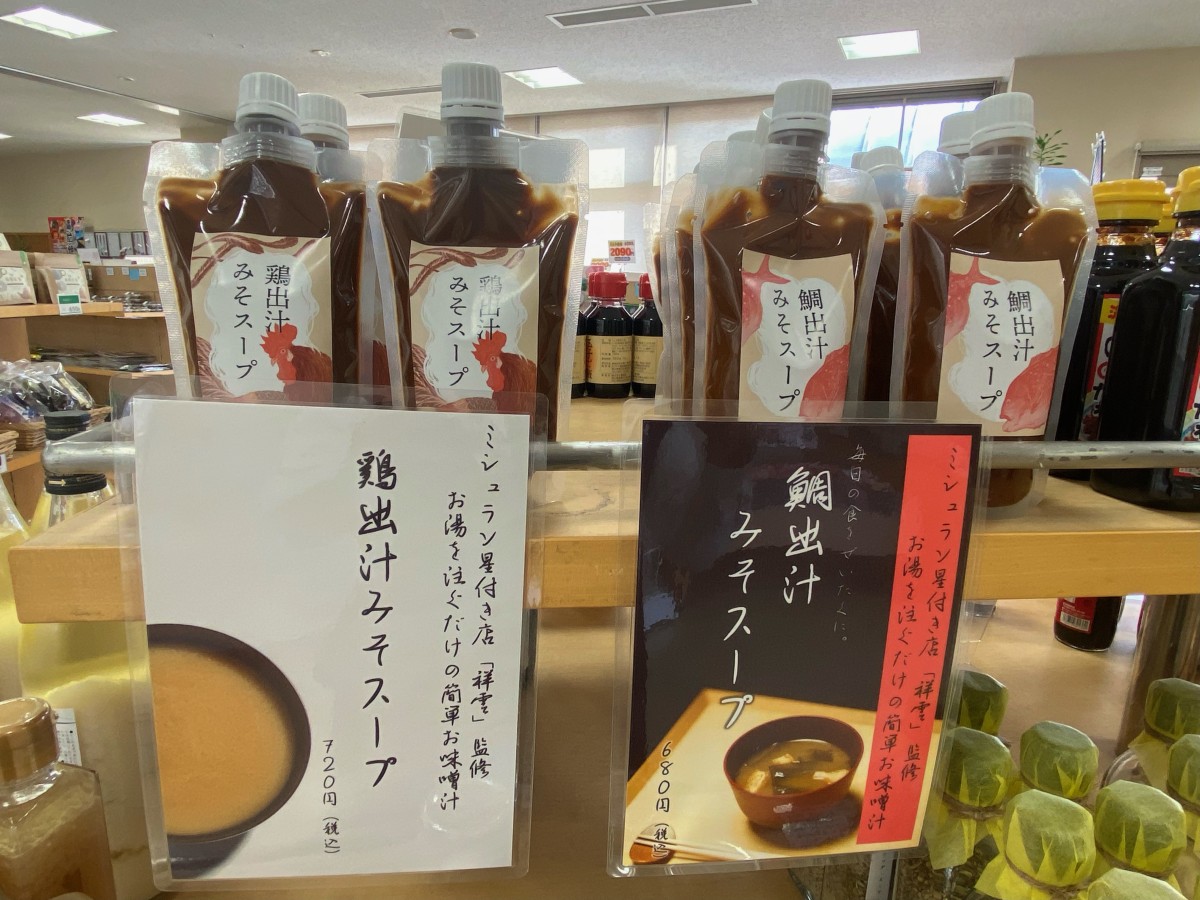 鶏出汁
みそスープ
鶏出汁
みそスープ
鯛出汁
みそスープ
鯛出汁
みそスープ
2090
ミシュラン星付き店「祥雲」監修
お湯を注ぐだけの簡単お味噌汁
鶏出汁みそスープ
720円(税込)
ミシュラン星付き店「祥雲」監修
お湯を注ぐだけの簡単お味噌汁
毎日の食をぜいたくに。
鯛出汁
みそスープ
680円(税込)